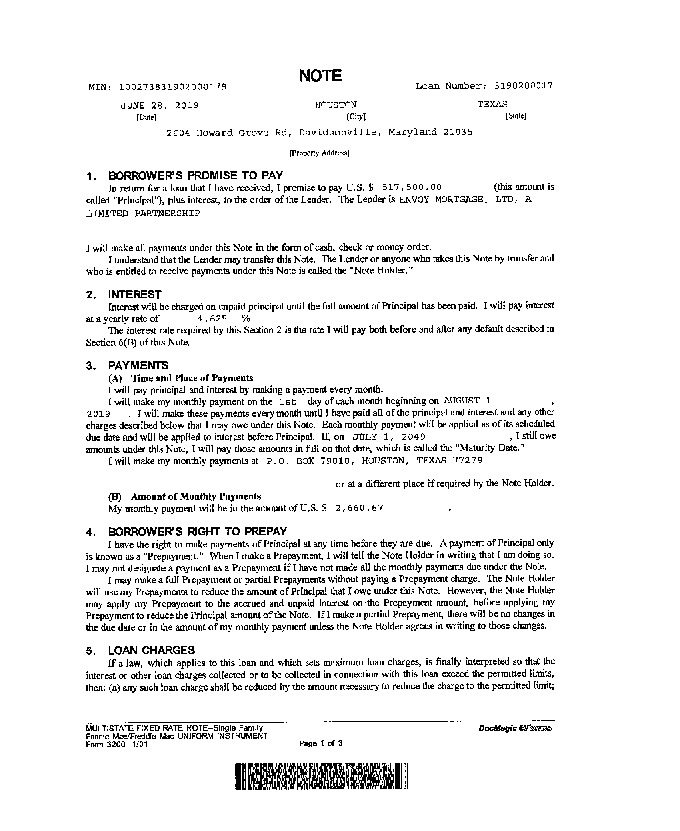 NOTE
MIN:
Loan Number:
JUNE 28, 2019 HOUSTON TEXAS
[Date] [City] [State]
2604 Howard Grove Rd, Davidsonville, Maryland 21035
[Property Address]
1. BORROWER'S PROMISE TO PAY
In return for a loan that I have received, I promise to pay U.S. $ 517,500.00 (this amount is
called "Principal"), plus interest, to the order of the Lender. The Lender is ENVOY MORTGAGE, LTD, A
LIMITED PARTNERSHIP
I will make all payments under this Note in the form of cash, check or money order.
I understand that the Lender may transfer this Note. The Lender or anyone who takes this Note by transfer and
who is entitled to receive payments under this Note is called the "Note Holder."
2. INTEREST
Interest will be charged on unpaid principal until the full amount of Principal has been paid. I will pay interest
at a yearly rate of 4.625 %
The interest rate required by this Section 2 is the rate I will pay both before and after any default described in
Section 6(B) of this Note.
3. PAYMENTS
(A) Time and Place of Payments
I will pay principal and interest by making a payment every month.
I will make my monthly payment on the 1st day of each month beginning on AUGUST 1 ,
2019 . I will make these payments every month until I have paid all of the principal and interest and any other
charges described below that I may owe under this Note. Each monthly payment will be applied as of its scheduled
due date and will be applied to interest before Principal. If, on JULY 1, 2049 , I still owe
amounts under this Note, I will pay those amounts in full on that date, which is called the "Maturity Date."
I will make my monthly payments at P.O. BOX 79010, HOUSTON, TEXAS 77279
or at a different place if required by the Note Holder.
(B) Amount of Monthly Payments
My monthly payment will be in the amount of U.S. $ 2,660.67 .
4. BORROWER'S RIGHT TO PREPAY
I have the right to make payments of Principal at any time before they are due. A payment of Principal only
is known as a "Prepayment." When I make a Prepayment, I will tell the Note Holder in writing that I am doing so.
I may not designate a payment as a Prepayment if I have not made all the monthly payments due under the Note.
I may make a full Prepayment or partial Prepayments without paying a Prepayment charge. The Note Holder
will use my Prepayments to reduce the amount of Principal that I owe under this Note. However, the Note Holder
may apply my Prepayment to the accrued and unpaid interest on the Prepayment amount, before applying my
Prepayment to reduce the Principal amount of the Note. If I make a partial Prepayment, there will be no changes in
the due date or in the amount of my monthly payment unless the Note Holder agrees in writing to those changes.
5. LOAN CHARGES
If a law, which applies to this loan and which sets maximum loan charges, is finally interpreted so that the
interest or other loan charges collected or to be collected in connection with this loan exceed the permitted limits,
then: (a) any such loan charge shall be reduced by the amount necessary to reduce the charge to the permitted limit;
MULTISTATE FIXED RATE NOTE--Single Family
Fannie Mae/Freddie Mac UNIFORM INSTRUMENT
Form 3200 1/01
Page 1 of 3
DocMagic